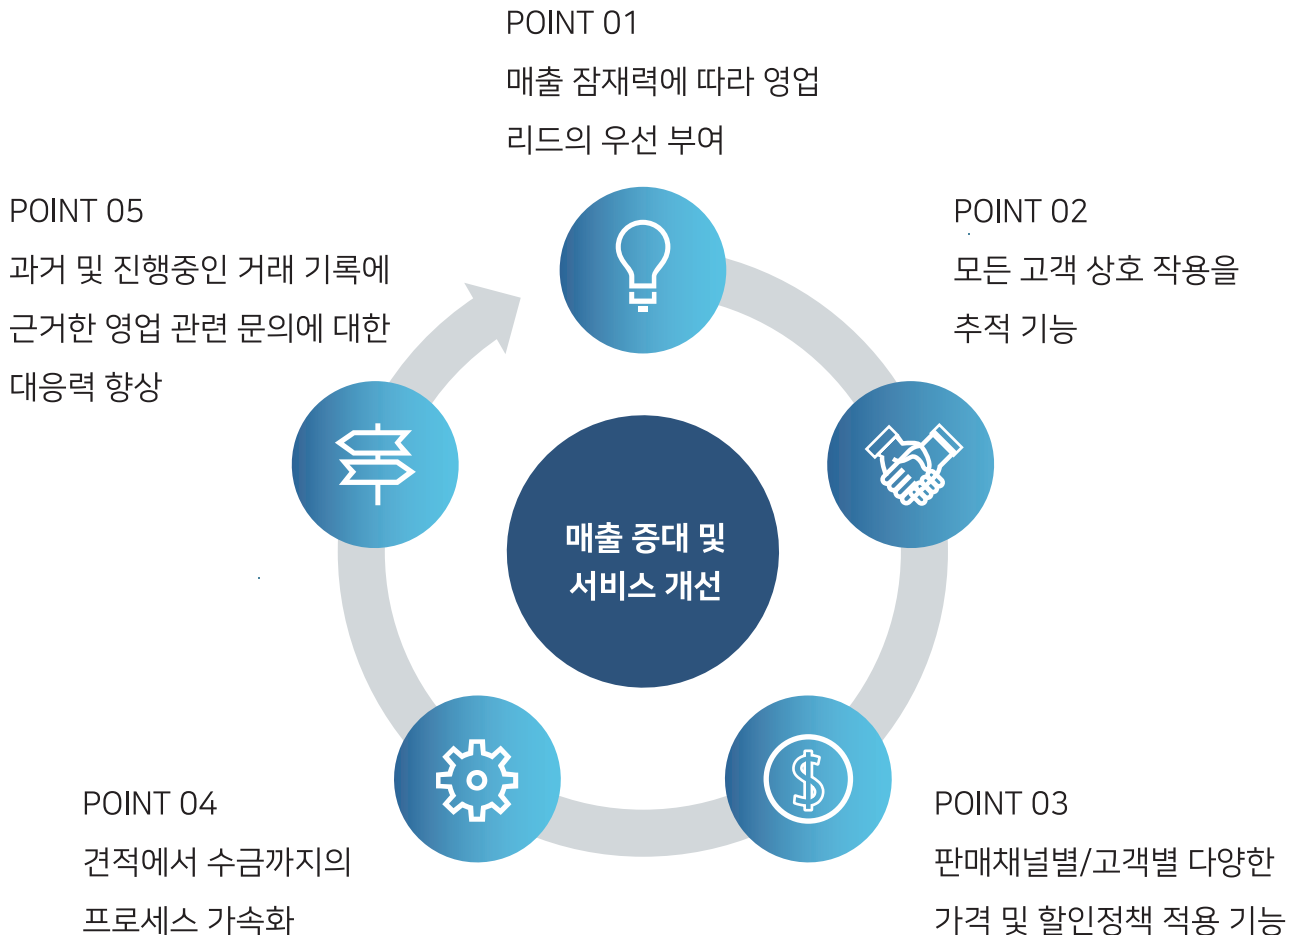 POINT 01
매출 잠재력에 따라 영업
리드의 우선 부여
POINT 02
모든 고객 상호 작용을
추적 기능
POINT 03
판매채널별/고객별 다양한
가격 및 할인정책 적용 기능
POINT 04
견적에서 수금까지의
프로세스 가속화
POINT 05
과거 및 진행중인 거래 기록에
근거한 영업 관련 문의에 대한
대응력 향상
매출 증대 및
서비스 개선